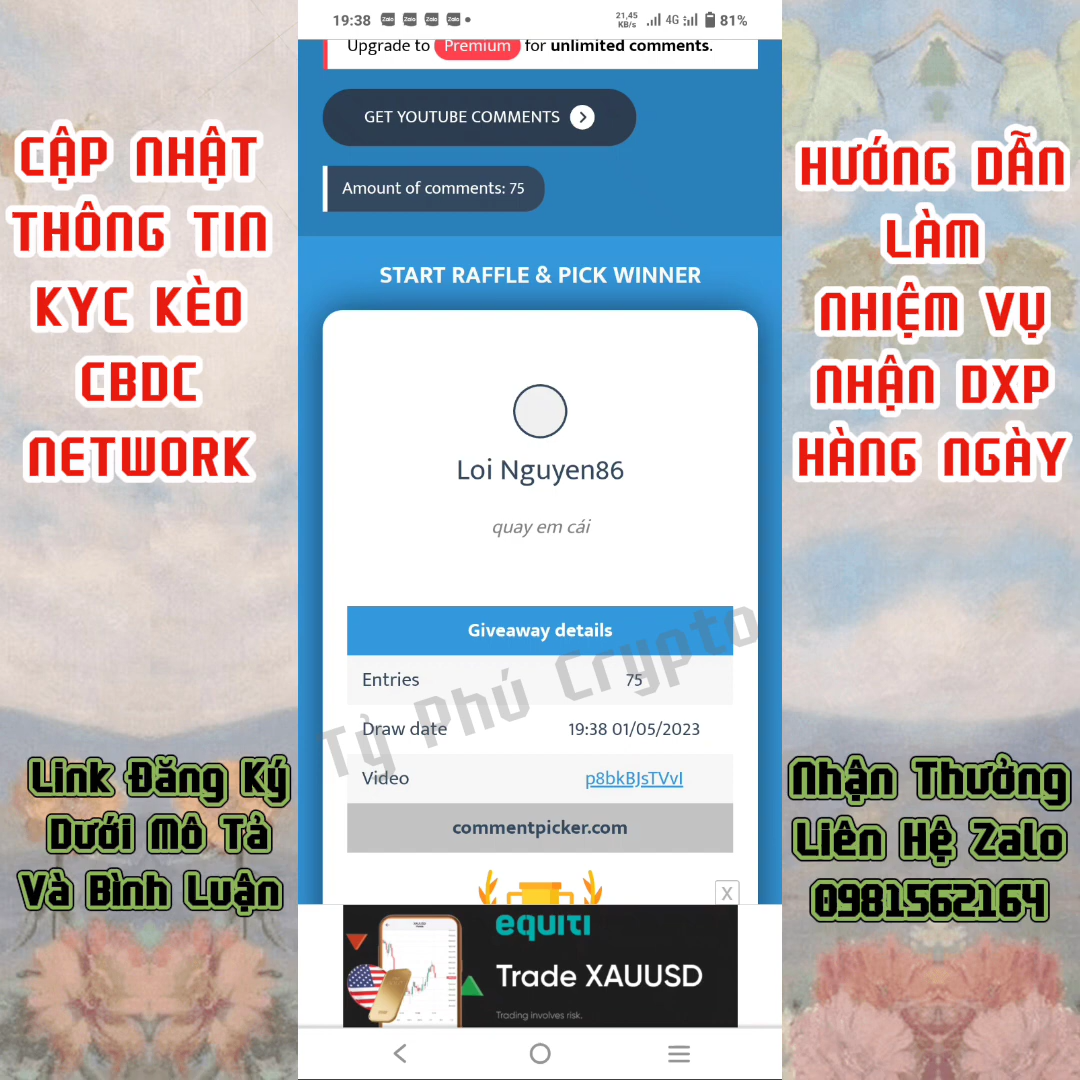 19:38 Zalo Zalo Zalo Zalo 21,45 KB/s 4G 81%
Upgrade to Premium for unlimited comments.
GET YOUTUBE COMMENTS
Amount of comments: 75
START RAFFLE & PICK WINNER
Loi Nguyen86
quay em cái
Giveaway details
Entries 75
Draw date 19:38 01/05/2023
Video p8bkBJsTVvI
commentpicker.com
Tỷ Phú Crypto
X
equiti
Trade XAUUSD
Trading involves risk.
CẬP NHẬT
THÔNG TIN
KYC KÈO
CBDC
NETWORK
Link Đăng Ký
Dưới Mô Tả
Và Bình Luận
HƯỚNG DẪN
LÀM
NHIỆM VỤ
NHẬN DXP
HÀNG NGÀY
Nhận Thưởng
Liên Hệ Zalo
0981562164